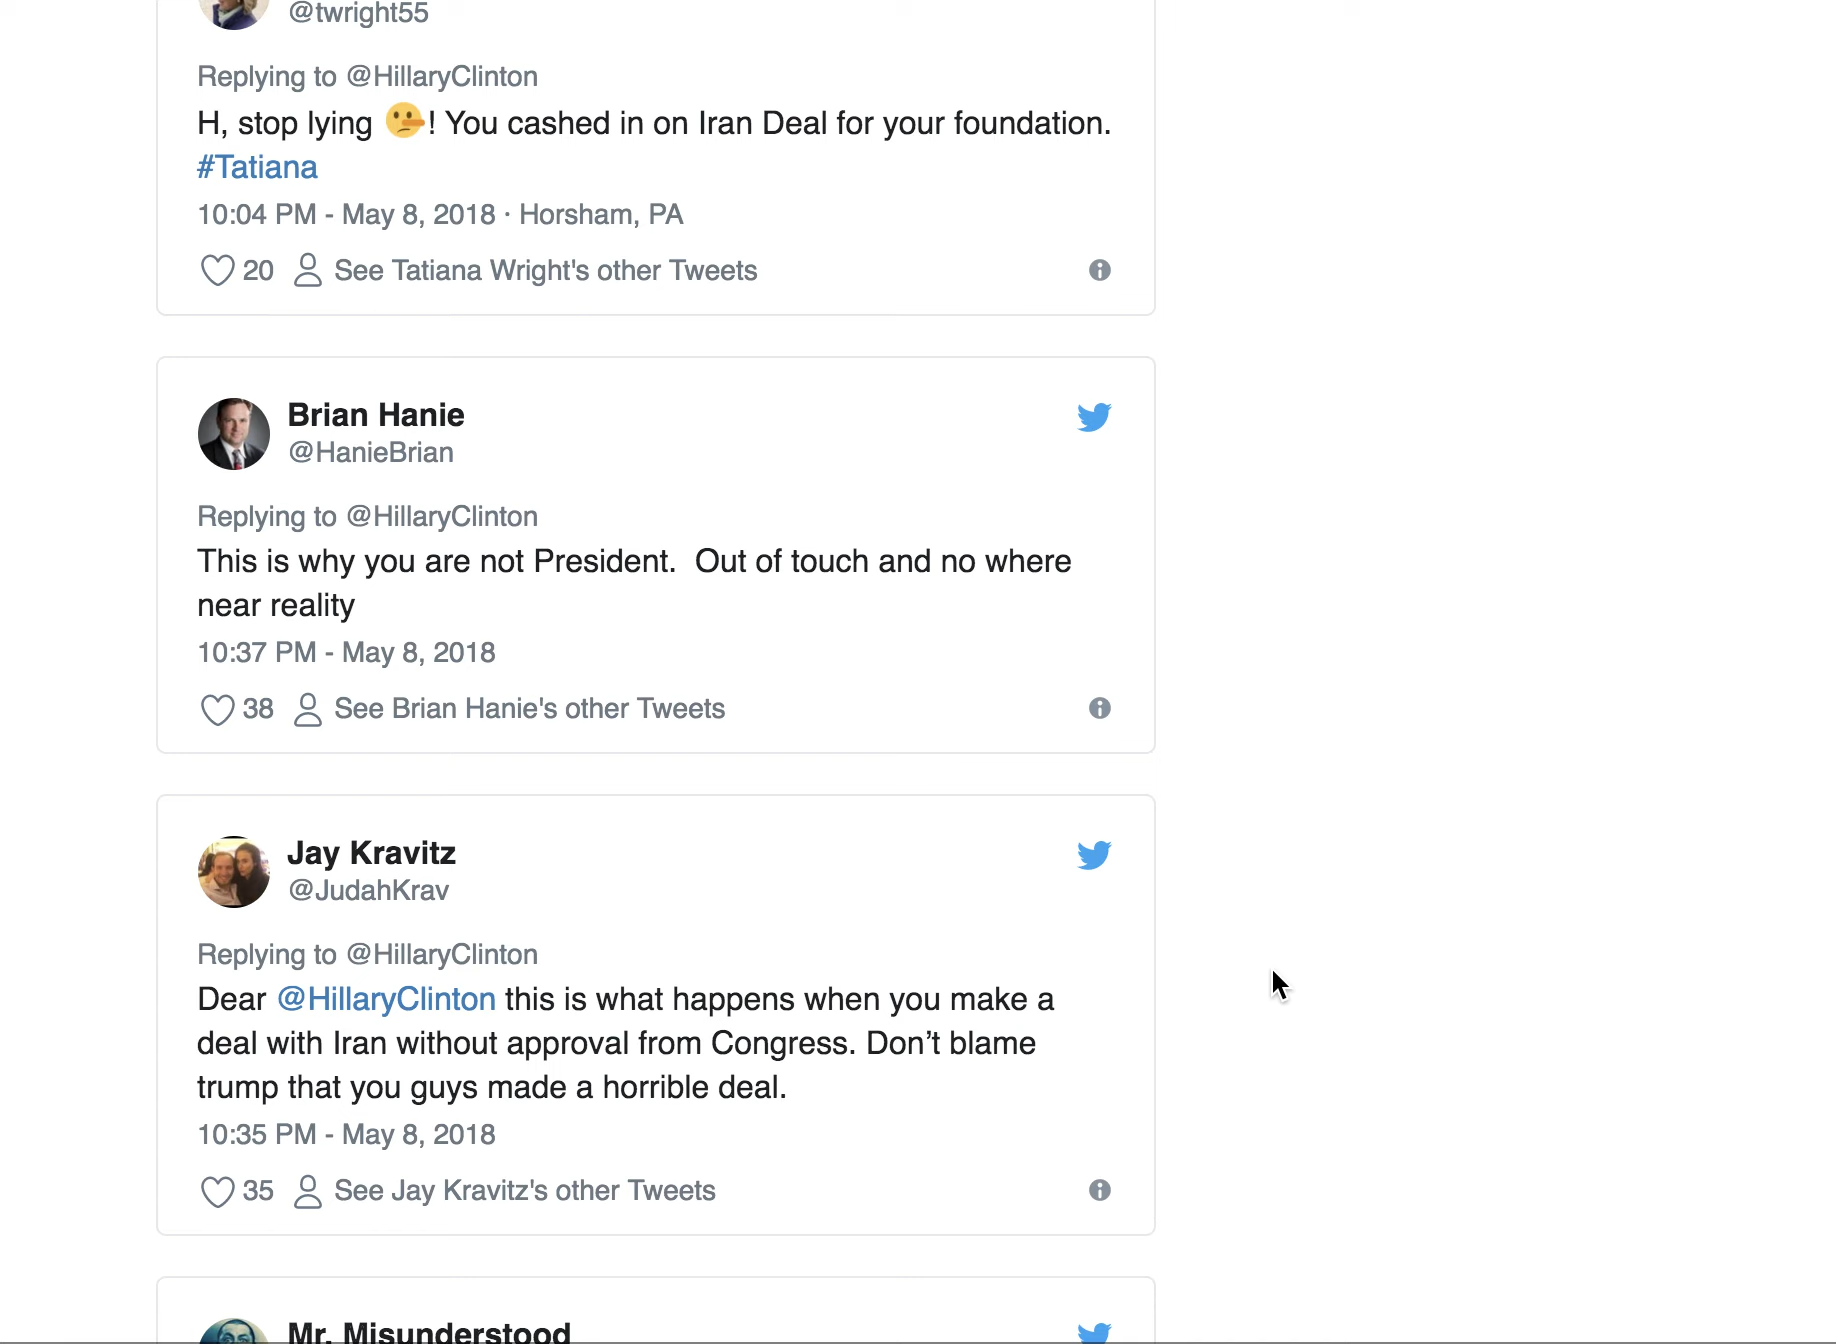 @twright55
Replying to @HillaryClinton
H, stop lying 🤥! You cashed in on Iran Deal for your foundation.
#Tatiana
10:04 PM - May 8, 2018 · Horsham, PA
20 See Tatiana Wright's other Tweets
Brian Hanie
@HanieBrian
Replying to @HillaryClinton
This is why you are not President.  Out of touch and no where
near reality
10:37 PM - May 8, 2018
38 See Brian Hanie's other Tweets
Jay Kravitz
@JudahKrav
Replying to @HillaryClinton
Dear @HillaryClinton this is what happens when you make a
deal with Iran without approval from Congress. Don’t blame
trump that you guys made a horrible deal.
10:35 PM - May 8, 2018
35 See Jay Kravitz's other Tweets
Mr. Misunderstood